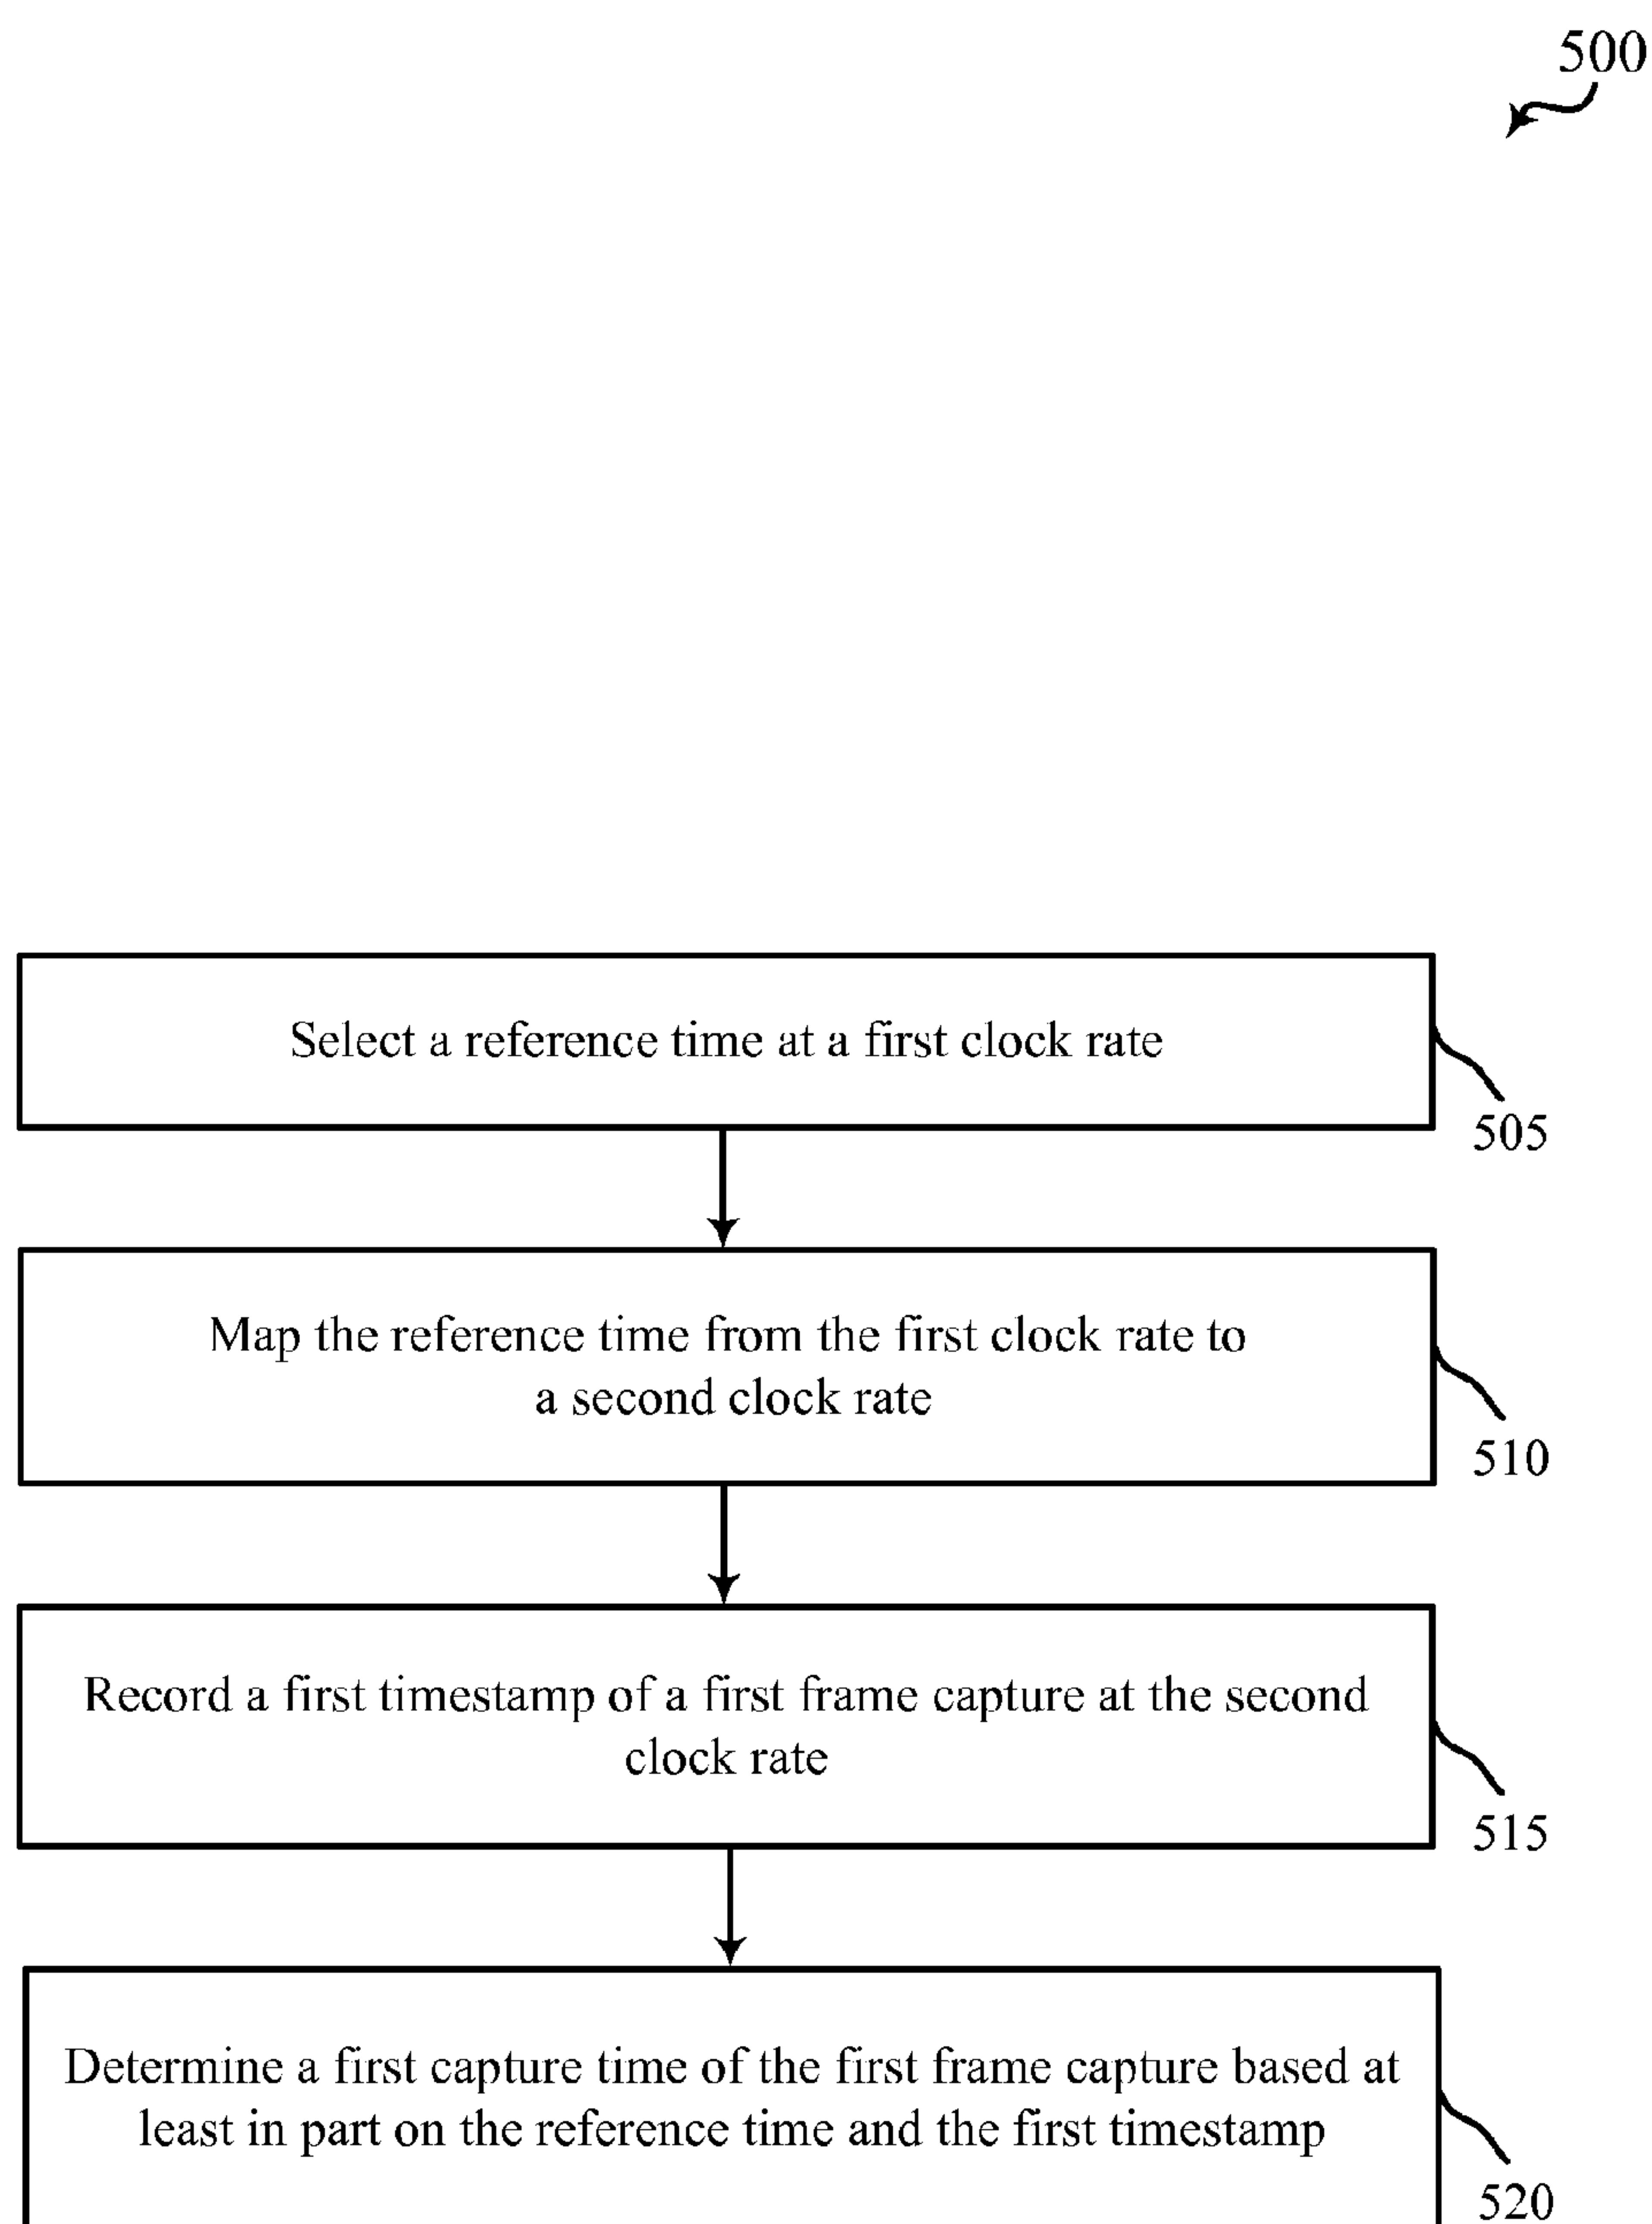 500
Select a reference time at a first clock rate
505
Map the reference time from the first clock rate to
a second clock rate
510
Record a first timestamp of a first frame capture at the second
clock rate
515
Determine a first capture time of the first frame capture based at
least in part on the reference time and the first timestamp
520